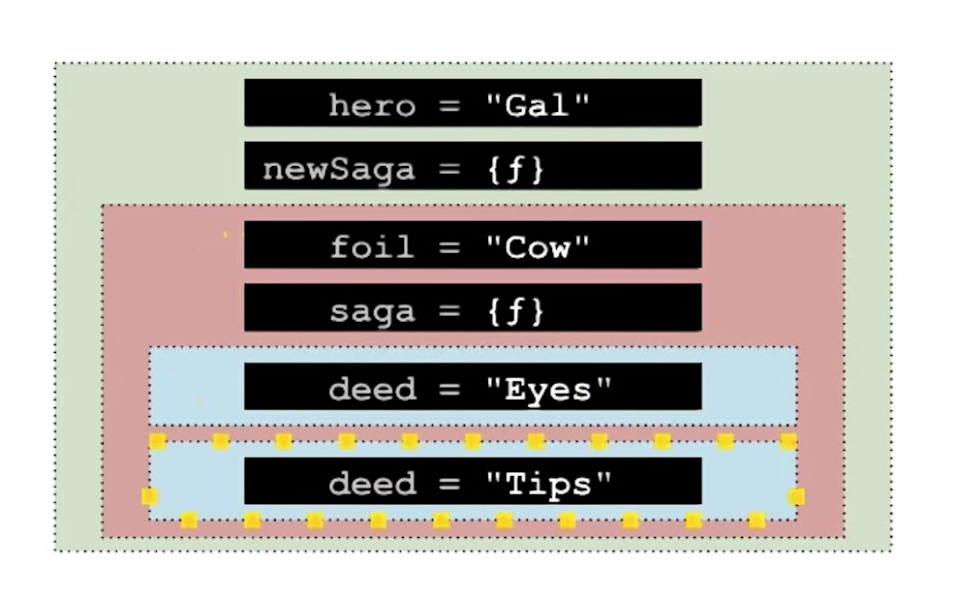 hero = "Gal"
newSaga = {ƒ}
foil = "Cow"
saga = {ƒ}
deed = "Eyes"
deed = "Tips"